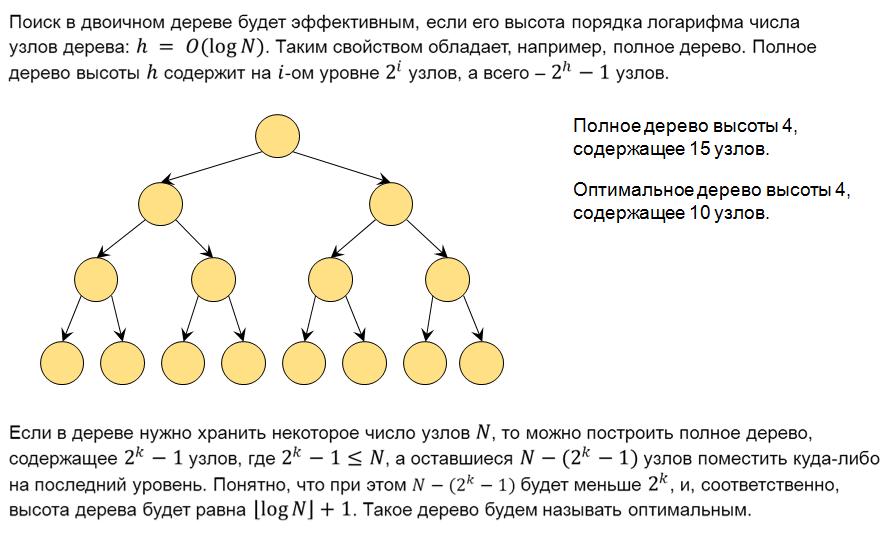 Поиск в двоичном дереве будет эффективным, если его высота порядка логарифма числа
узлов дерева: h = O(log N). Таким свойством обладает, например, полное дерево. Полное
дерево высоты h содержит на i-ом уровне 2^i узлов, а всего – 2^h − 1 узлов.
Полное дерево высоты 4,
содержащее 15 узлов.
Оптимальное дерево высоты 4,
содержащее 10 узлов.
Если в дереве нужно хранить некоторое число узлов N, то можно построить полное дерево,
содержащее 2^k − 1 узлов, где 2^k − 1 ≤ N, а оставшиеся N − (2^k − 1) узлов поместить куда-либо
на последний уровень. Понятно, что при этом N − (2^k − 1) будет меньше 2^k, и, соответственно,
высота дерева будет равна ⌊log N⌋ + 1. Такое дерево будем называть оптимальным.